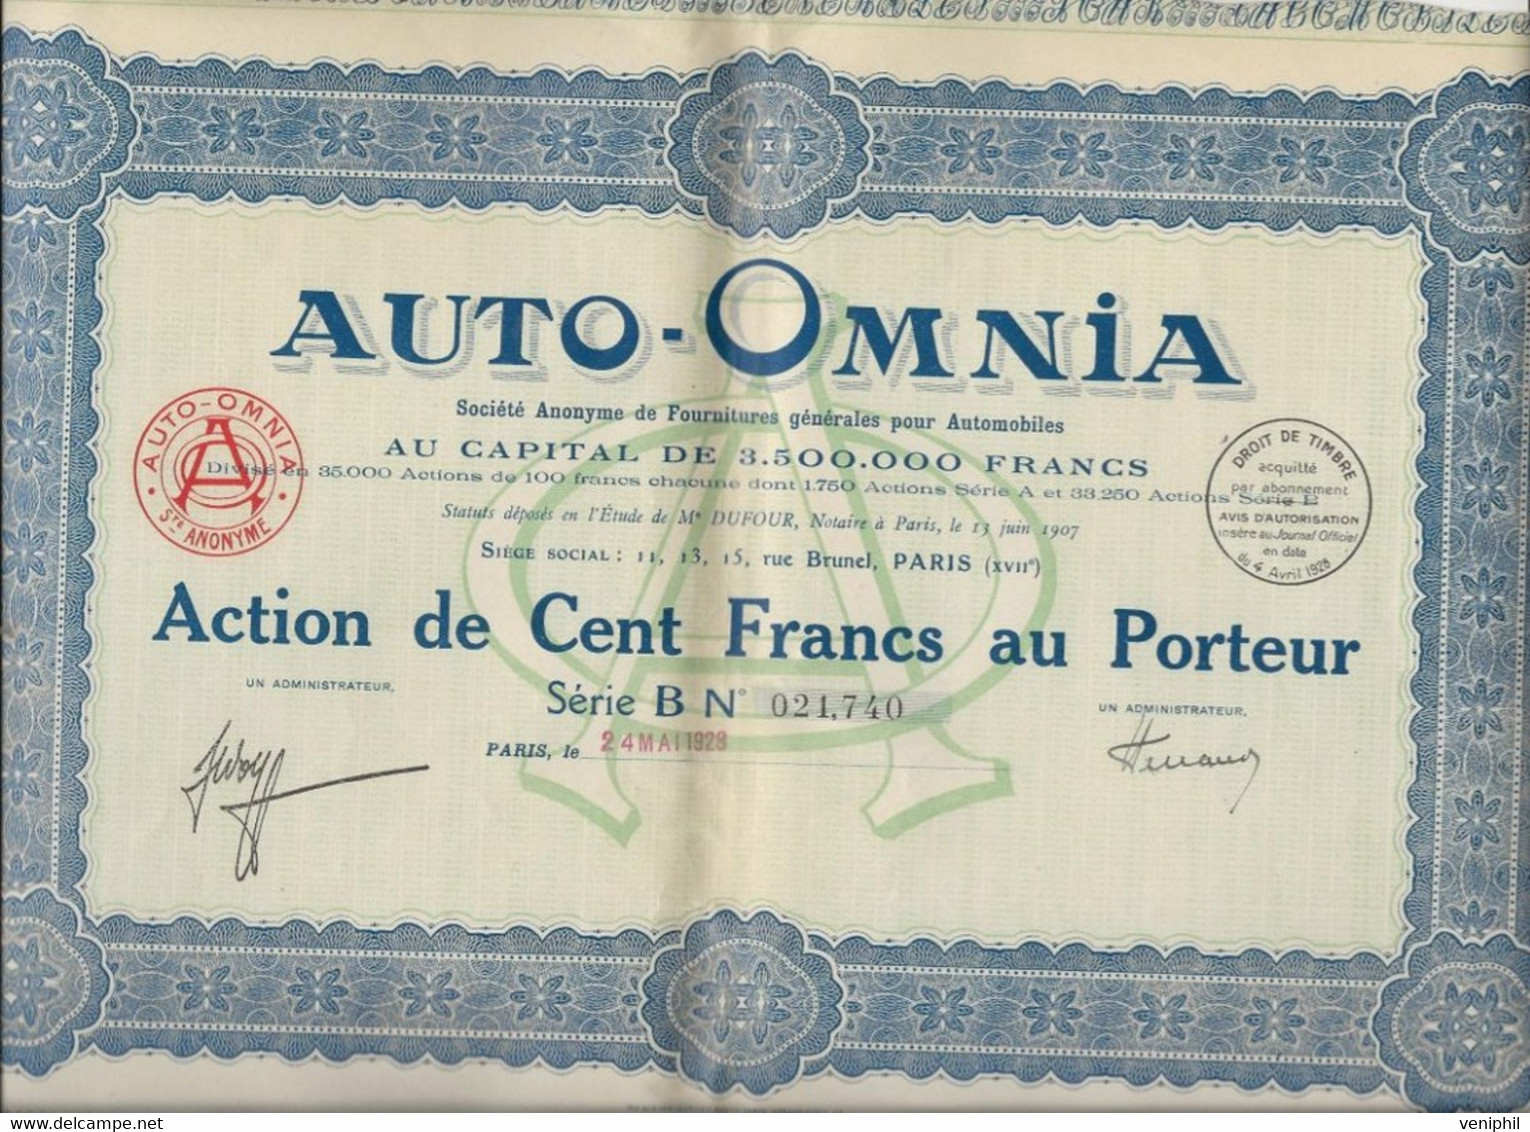 AUTO-OMNiA
Société Anonyme de Fournitures générales pour Automobiles
AU CAPITAL DE 3.500.000 FRANCS
Divisé en 35.000 Actions de 100 francs chacune dont 1.750 Actions Série A et 33.250 Actions Série B
Statuts déposés en l'Étude de Me DUFOUR, Notaire à Paris, le 13 juin 1907
SIÈGE SOCIAL : 11, 13, 15, rue Brunel, PARIS (XVIIe)
AUTO-OMNIA
AO
Sté ANONYME
DROIT DE TIMBRE
acquitté
par abonnement
AVIS D'AUTORISATION
insére au Journal Officiel
en date
du 4 Avril 1928
Action de Cent Francs au Porteur
UN ADMINISTRATEUR,
Série B N° 021,740
UN ADMINISTRATEUR,
PARIS, le 24 MAI 1928
veniphil